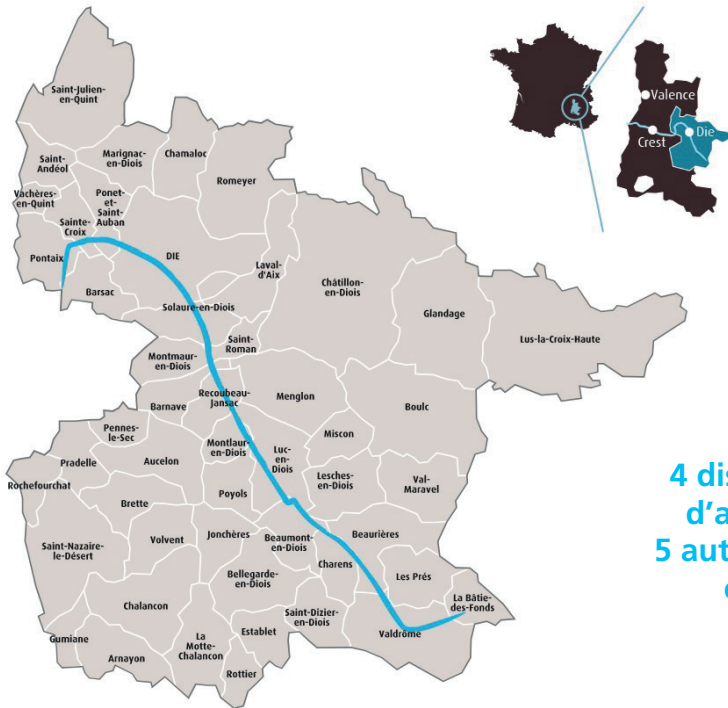 Saint-Julien-
en-Quint
Saint-
Andéol
Marignac-
en-Diois
Chamaloc
Romeyer
Vachères-
en-Quint
Ponet-
et-
Saint-
Auban
Sainte-
Croix
Pontaix
DIE
Barsac
Laval-
d'Aix
Châtillon-
en-Diois
Glandage
Lus-la-Croix-Haute
Solaure-en-Diois
Saint-
Roman
Montmaur-
en-Diois
Recoubeau-
Jansac
Menglon
Boulc
Barnave
Pennes-
le-Sec
Montlaur-
en-Diois
Luc-
en-
Diois
Miscon
Pradelle
Aucelon
Lesches-
en-Diois
Val-
Maravel
Rochefourchat
Brette
Poyols
Saint-Nazaire-
le-Désert
Volvent
Jonchères
Beaumont-
en-Diois
Beaurières
Charens
Les Prés
Bellegarde-
en-Diois
La Bâtie-
des-Fonds
Chalancon
Saint-Dizier-
en-Diois
Valdrôme
Establet
Gumiane
Arnayon
La
Motte-
Chalancon
Rottier
Valence
Die
Crest
4 dis
d'a
5 aut